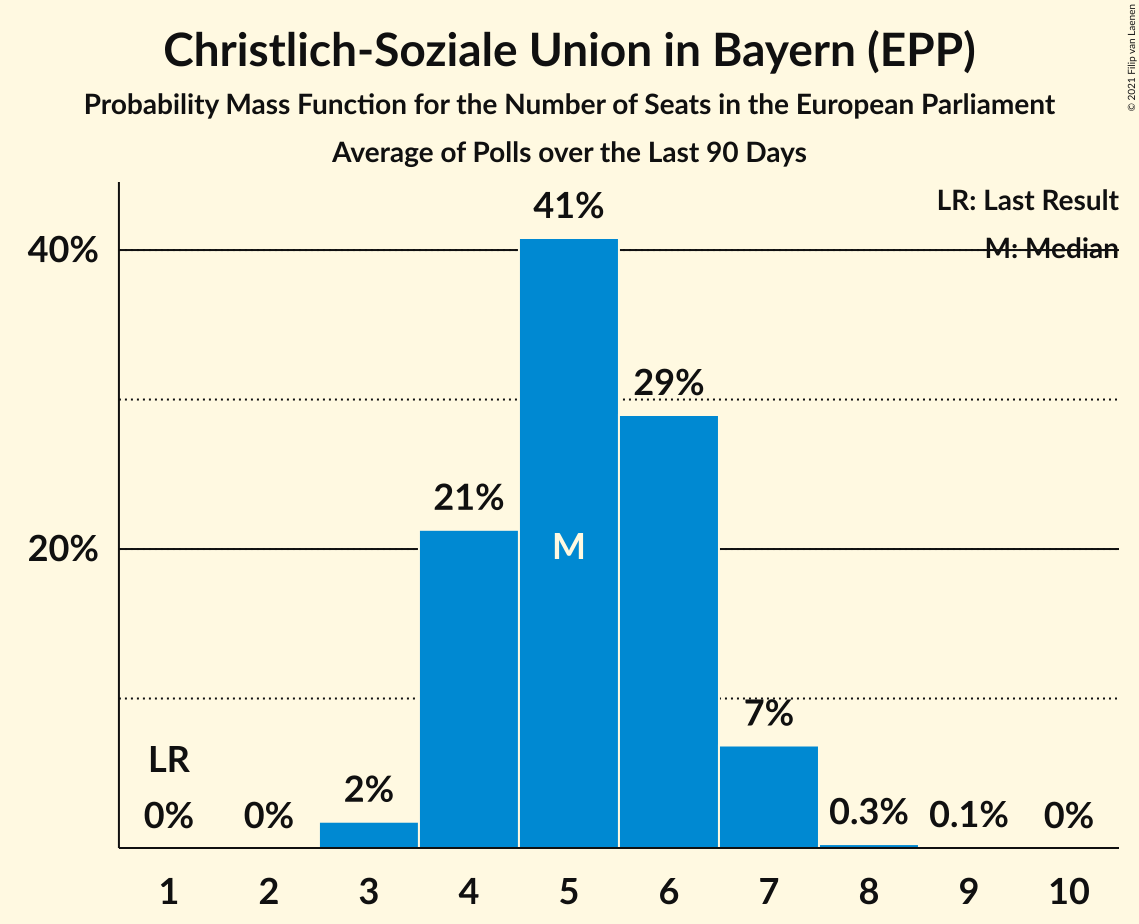 Christlich-Soziale Union in Bayern (EPP)
Probability Mass Function for the Number of Seats in the European Parliament
Average of Polls over the Last 90 Days
© 2021 Filip van Laenen
LR: Last Result
M: Median
40%
20%
LR
0%
0%
2%
21%
41%
M
29%
7%
0.3%
0.1%
0%
1 2 3 4 5 6 7 8 9 10